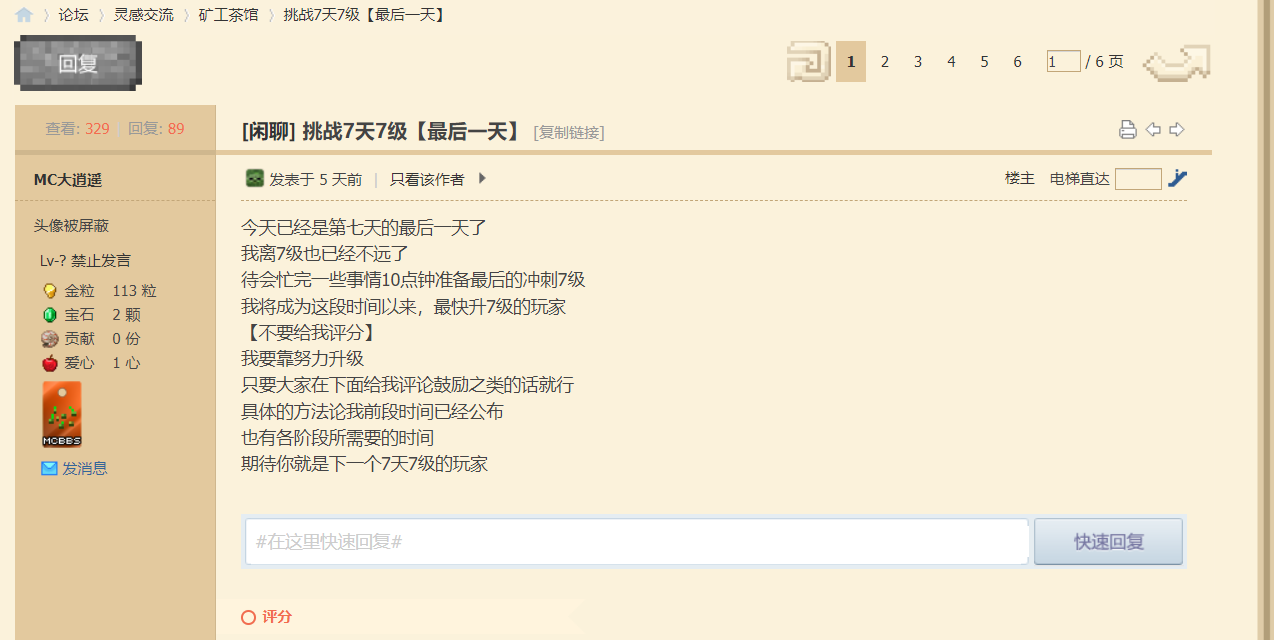 论坛 〉 灵感交流 〉 矿工茶馆 〉 挑战7天7级【最后一天】
回复
1 2 3 4 5 6 1 / 6 页
查看: 329 | 回复: 89
[闲聊] 挑战7天7级【最后一天】 [复制链接]
MC大逍遥
发表于 5 天前 | 只看该作者
楼主 电梯直达
头像被屏蔽
Lv-? 禁止发言
金粒 113 粒
宝石 2 颗
贡献 0 份
爱心 1 心
MCBBS
发消息
今天已经是第七天的最后一天了
我离7级也已经不远了
待会忙完一些事情10点钟准备最后的冲刺7级
我将成为这段时间以来，最快升7级的玩家
【不要给我评分】
我要靠努力升级
只要大家在下面给我评论鼓励之类的话就行
具体的方法论我前段时间已经公布
也有各阶段所需要的时间
期待你就是下一个7天7级的玩家
#在这里快速回复#
快速回复
评分